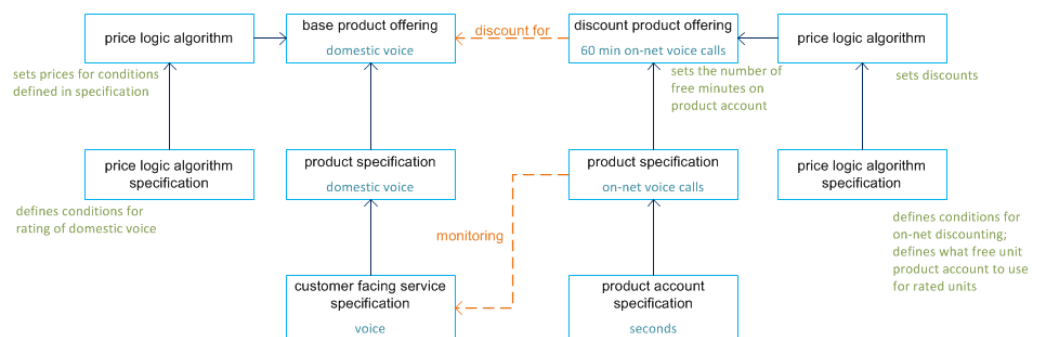 price logic algorithm
base product offering
domestic voice
discount for
discount product offering
60 min on-net voice calls
price logic algorithm
sets prices for conditions
defined in specification
sets the number of
free minutes on
product account
sets discounts
price logic algorithm
specification
product specification
domestic voice
product specification
on-net voice calls
price logic algorithm
specification
defines conditions for
rating of domestic voice
monitoring
defines conditions for
on-net discounting;
defines what free unit
product account to use
for rated units
customer facing service
specification
voice
product account
specification
seconds